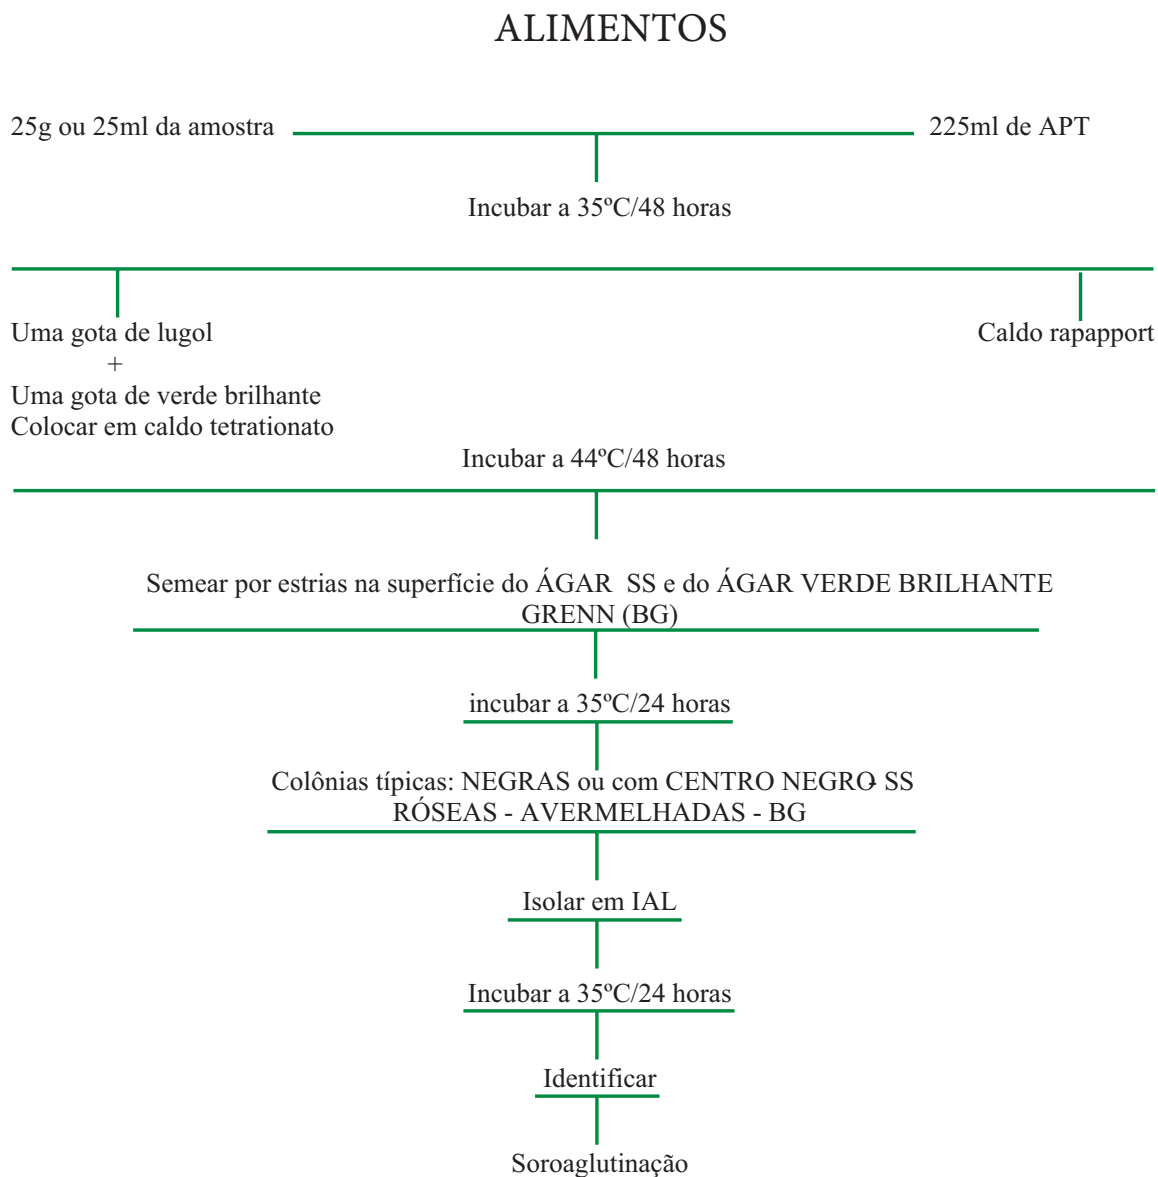 ALIMENTOS
25g ou 25ml da amostra
225ml de APT
Incubar a 35ºC/48 horas
Uma gota de lugol
+
Uma gota de verde brilhante
Colocar em caldo tetrationato
Caldo rapapport
Incubar a 44ºC/48 horas
Semear por estrias na superfície do ÁGAR SS e do ÁGAR VERDE BRILHANTE
GRENN (BG)
incubar a 35ºC/24 horas
Colônias típicas: NEGRAS ou com CENTRO NEGRO- SS
RÓSEAS - AVERMELHADAS - BG
Isolar em IAL
Incubar a 35ºC/24 horas
Identificar
Soroaglutinação